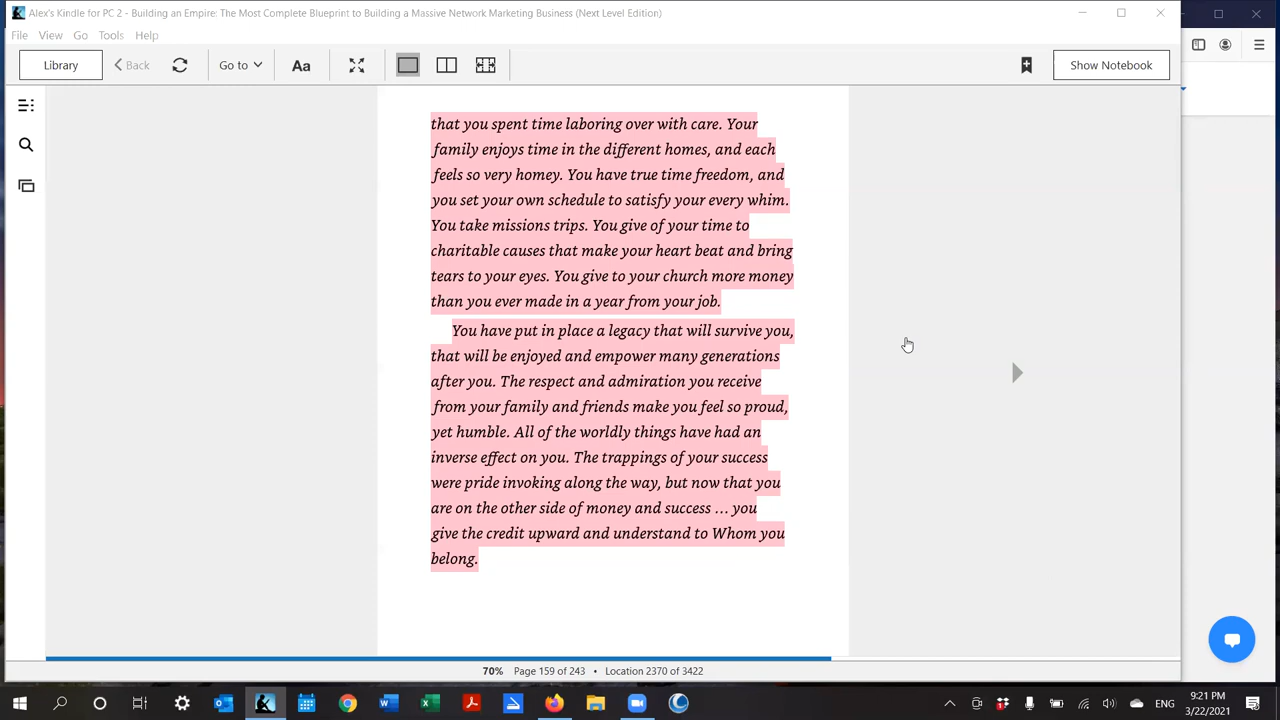 Alex's Kindle for PC 2 - Building an Empire: The Most Complete Blueprint to Building a Massive Network Marketing Business (Next Level Edition)
File View Go Tools Help
Library Back Go to Aa Show Notebook
that you spent time laboring over with care. Your
family enjoys time in the different homes, and each
feels so very homey. You have true time freedom, and
you set your own schedule to satisfy your every whim.
You take missions trips. You give of your time to
charitable causes that make your heart beat and bring
tears to your eyes. You give to your church more money
than you ever made in a year from your job.
You have put in place a legacy that will survive you,
that will be enjoyed and empower many generations
after you. The respect and admiration you receive
from your family and friends make you feel so proud,
yet humble. All of the worldly things have had an
inverse effect on you. The trappings of your success
were pride invoking along the way, but now that you
are on the other side of money and success ... you
give the credit upward and understand to Whom you
belong.
70% Page 159 of 243 • Location 2370 of 3422
ENG
9:21 PM
3/22/2021